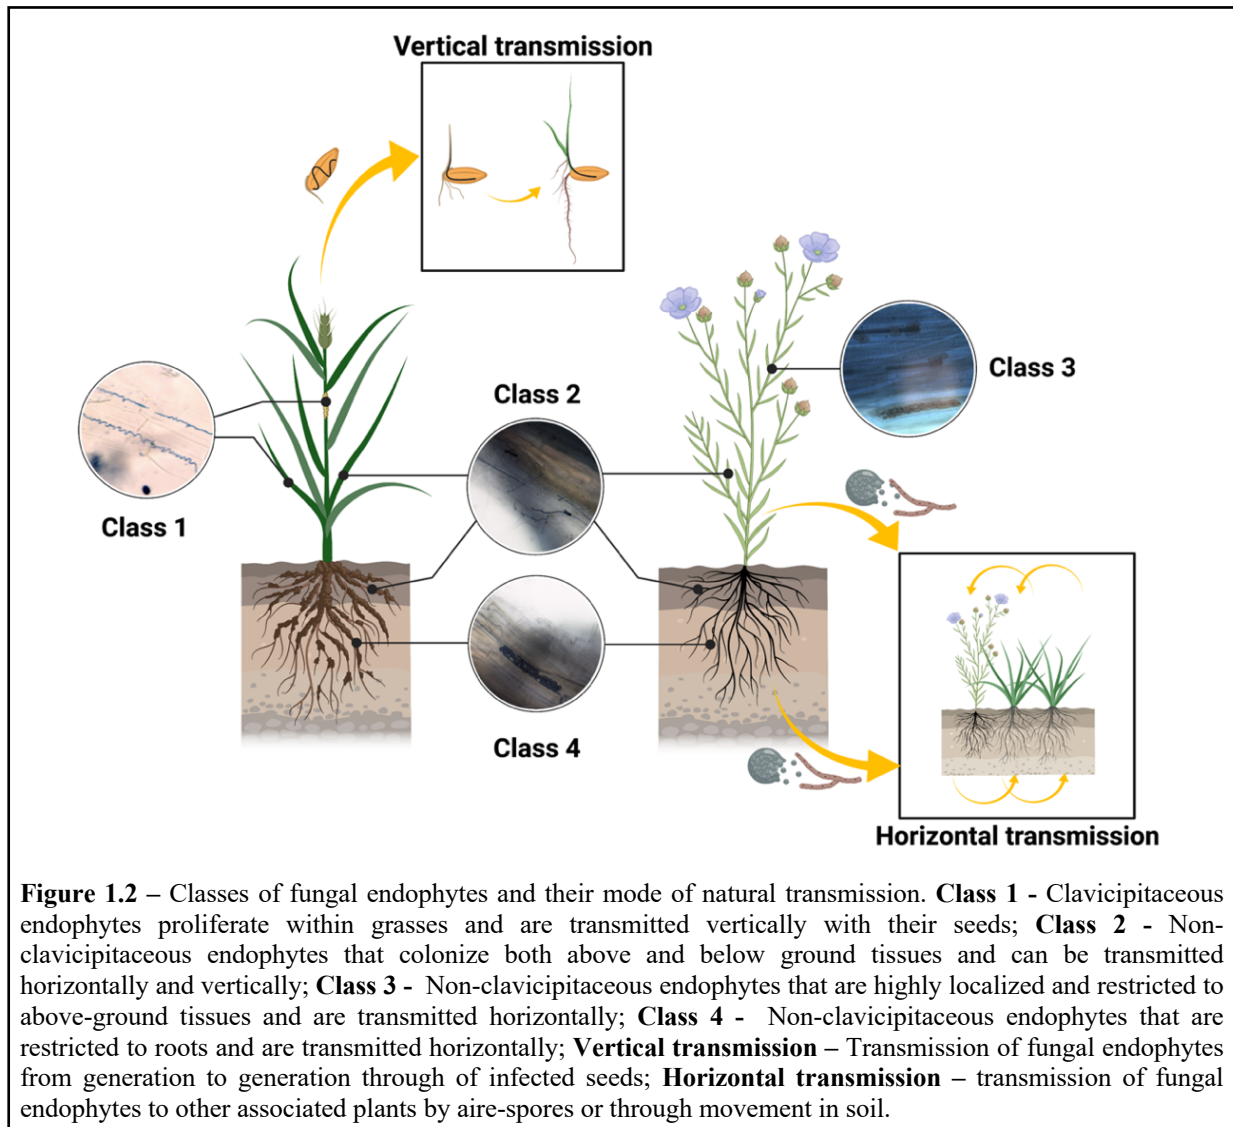 Vertical transmission
Class 3
Class 2
Class 1
Class 4
Horizontal transmission
Figure 1.2 – Classes of fungal endophytes and their mode of natural transmission. Class 1 - Clavicipitaceous
endophytes proliferate within grasses and are transmitted vertically with their seeds; Class 2 - Non-
clavicipitaceous endophytes that colonize both above and below ground tissues and can be transmitted
horizontally and vertically; Class 3 - Non-clavicipitaceous endophytes that are highly localized and restricted to
above-ground tissues and are transmitted horizontally; Class 4 - Non-clavicipitaceous endophytes that are
restricted to roots and are transmitted horizontally; Vertical transmission – Transmission of fungal endophytes
from generation to generation through of infected seeds; Horizontal transmission – transmission of fungal
endophytes to other associated plants by aire-spores or through movement in soil.